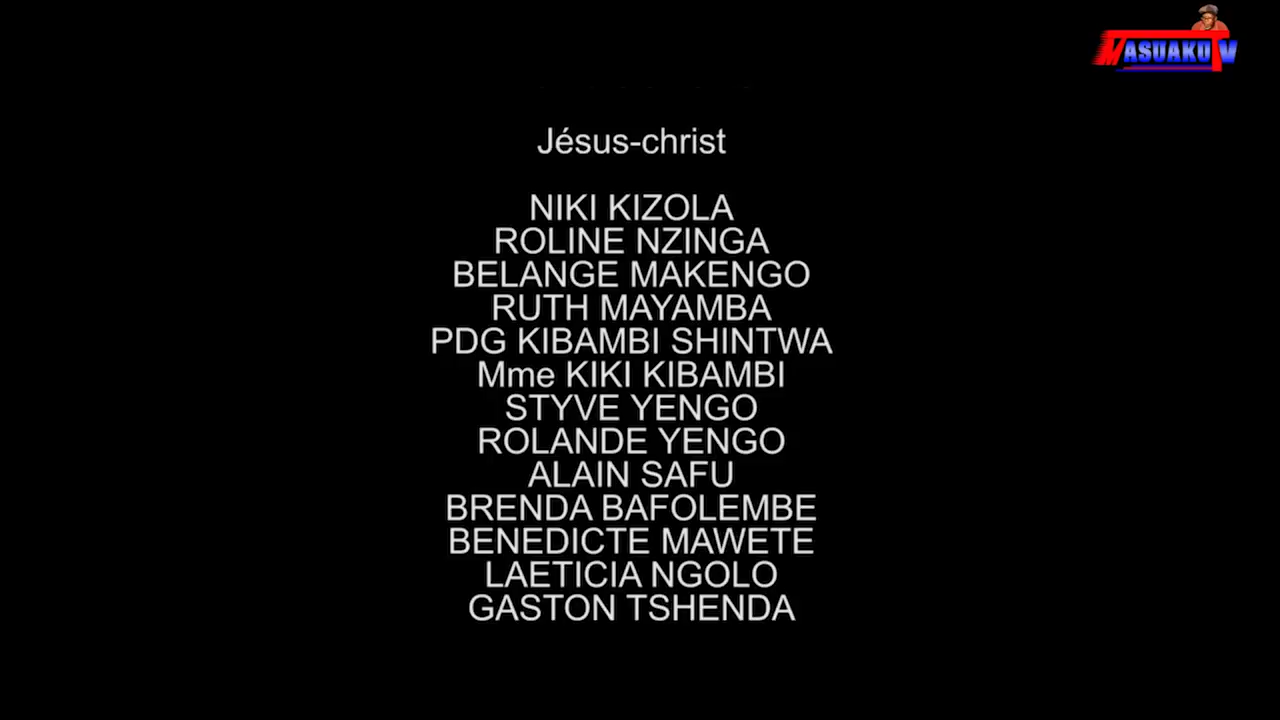 MASUAKU TV
Jésus-christ
NIKI KIZOLA
ROLINE NZINGA
BELANGE MAKENGO
RUTH MAYAMBA
PDG KIBAMBI SHINTWA
Mme KIKI KIBAMBI
STYVE YENGO
ROLANDE YENGO
ALAIN SAFU
BRENDA BAFOLEMBE
BENEDICTE MAWETE
LAETICIA NGOLO
GASTON TSHENDA